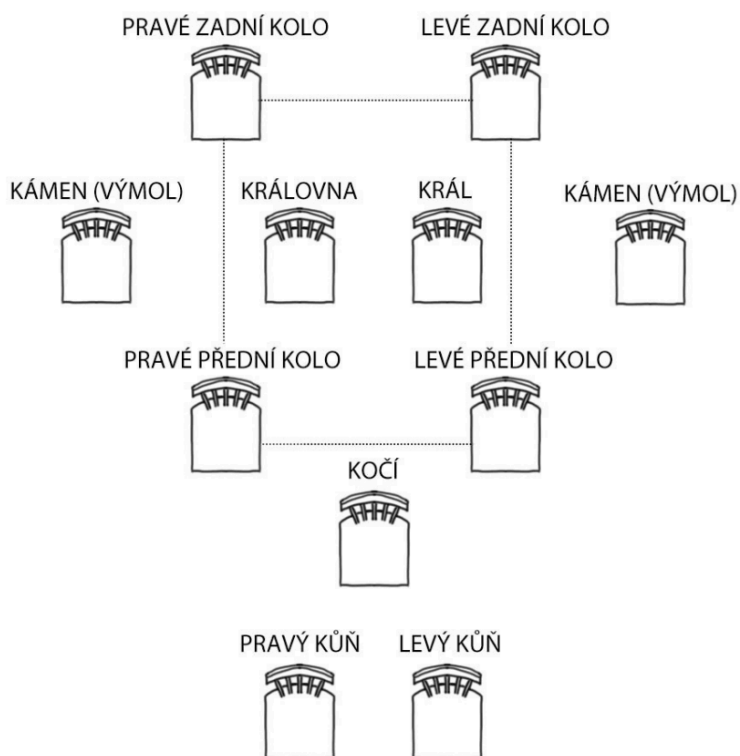 PRAVÉ ZADNÍ KOLO LEVÉ ZADNÍ KOLO
KÁMEN (VÝMOL) KRÁLOVNA KRÁL KÁMEN (VÝMOL)
PRAVÉ PŘEDNÍ KOLO LEVÉ PŘEDNÍ KOLO
KOČÍ
PRAVÝ KŮŇ LEVÝ KŮŇ